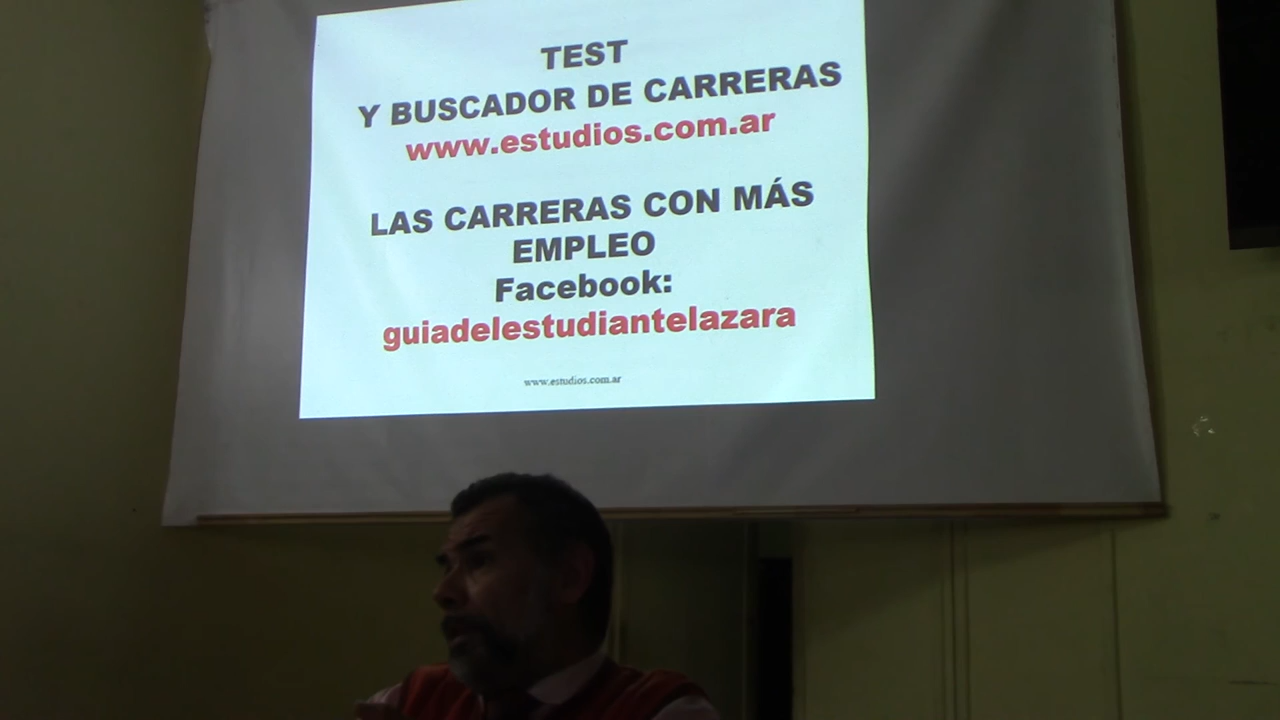 TEST
Y BUSCADOR DE CARRERAS
www.estudios.com.ar
LAS CARRERAS CON MÁS
EMPLEO
Facebook:
guiadelestudiantelazara
www.estudios.com.ar